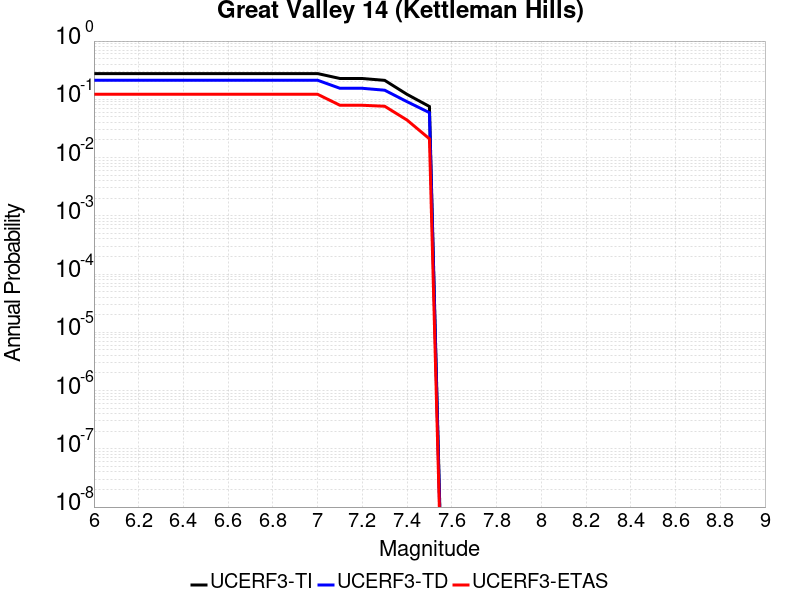 Great Valley 14 (Kettleman Hills)
10^0
10^-1
10^-2
10^-3
10^-4
10^-5
10^-6
10^-7
10^-8
Annual Probability
6 6.2 6.4 6.6 6.8 7 7.2 7.4 7.6 7.8 8 8.2 8.4 8.6 8.8 9
Magnitude
UCERF3-TI UCERF3-TD UCERF3-ETAS